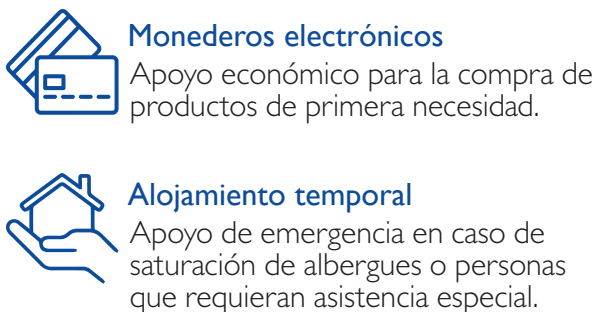 Monederos electrónicos
Apoyo económico para la compra de
productos de primera necesidad.
Alojamiento temporal
Apoyo de emergencia en caso de
saturación de albergues o personas
que requieran asistencia especial.